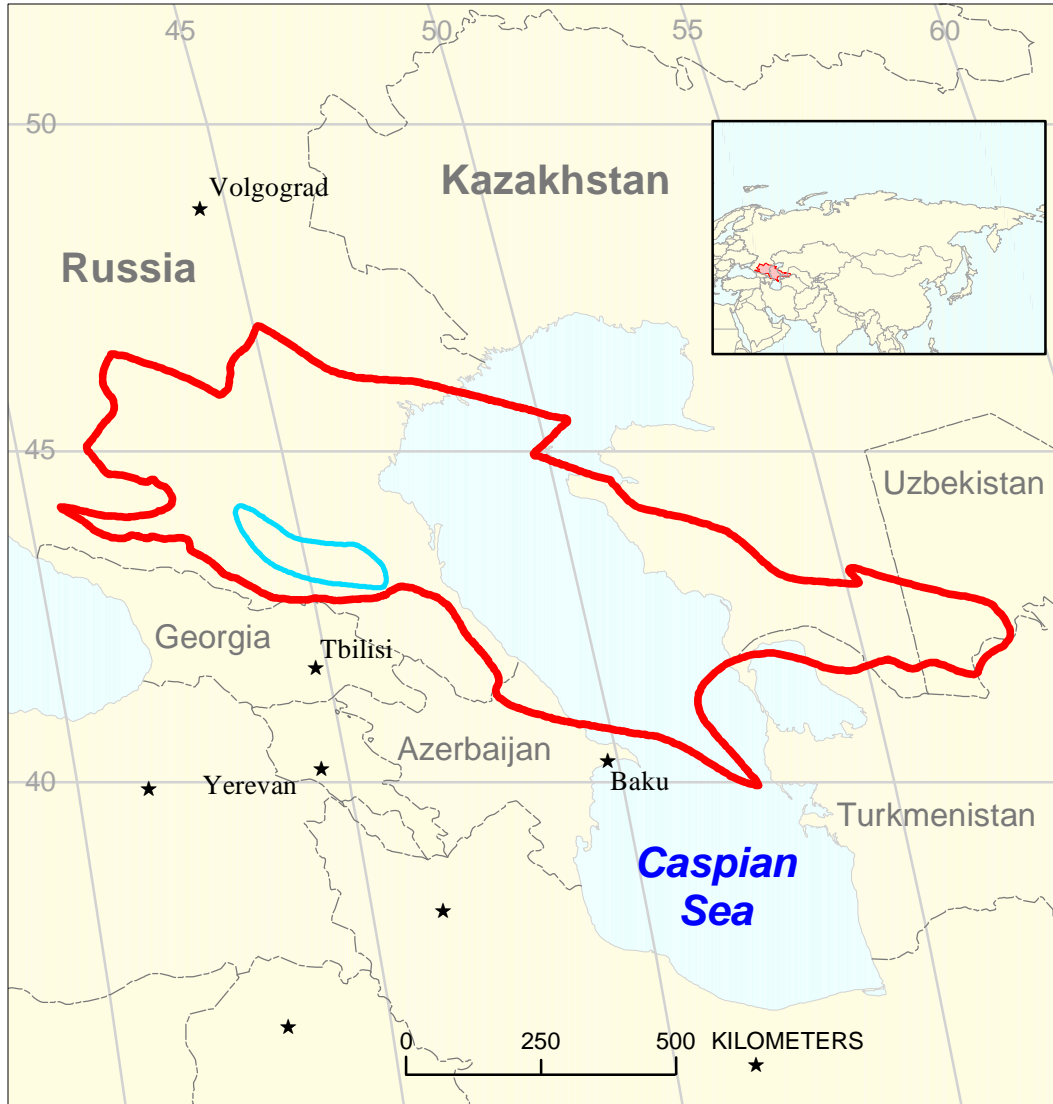 45
50
55
60
50
Volgograd
Kazakhstan
Russia
45
Uzbekistan
Georgia
Tbilisi
Azerbaijan
40
Yerevan
Baku
Turkmenistan
Caspian
Sea
0
250
500 KILOMETERS